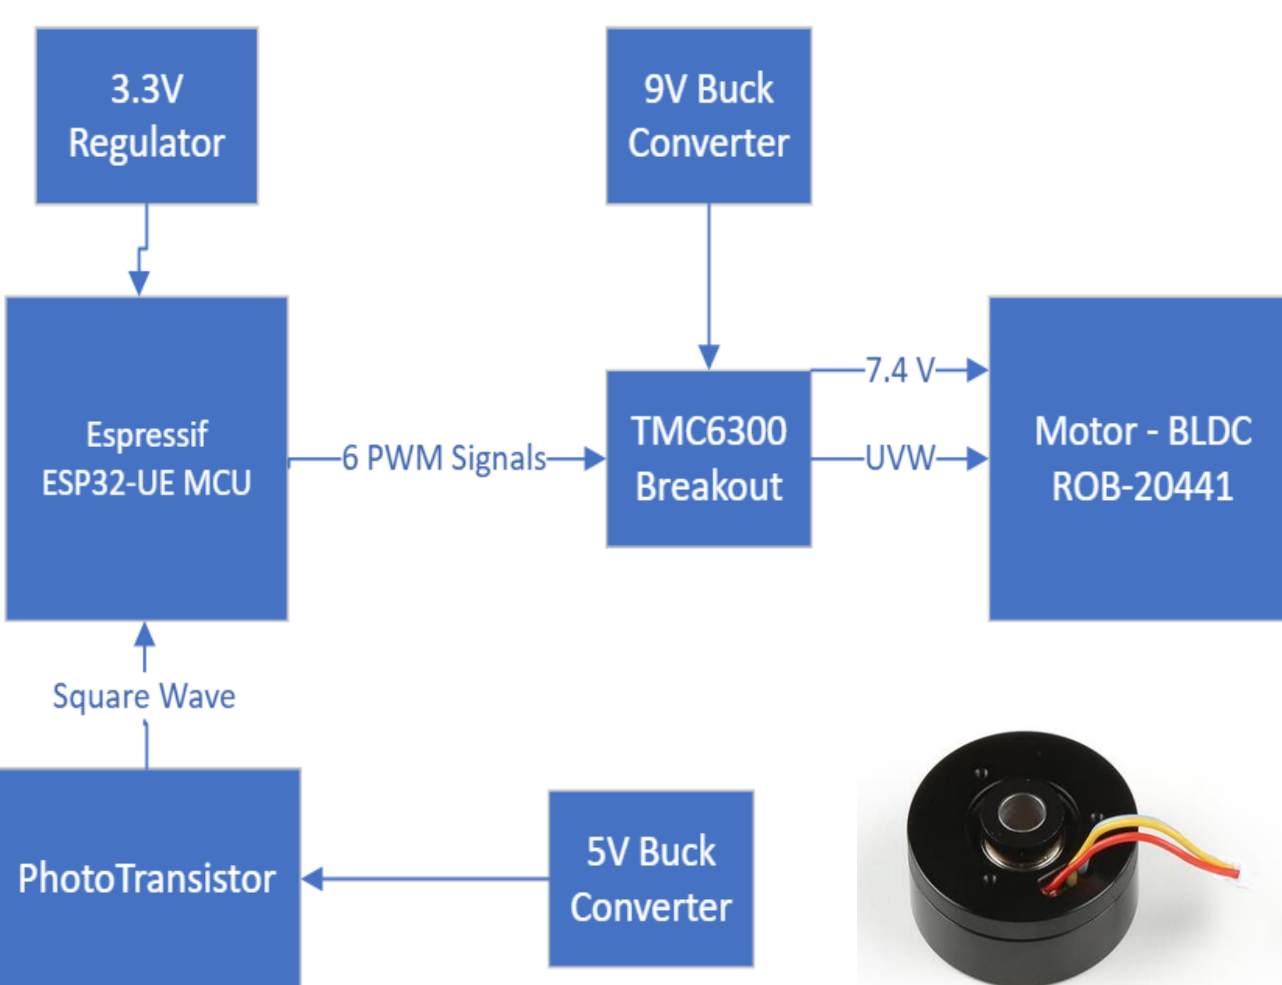 3.3V
Regulator
9V Buck
Converter
Espressif
ESP32-UE MCU
6 PWM Signals
TMC6300
Breakout
7.4 V
UVW
Motor - BLDC
ROB-20441
Square Wave
PhotoTransistor
5V Buck
Converter